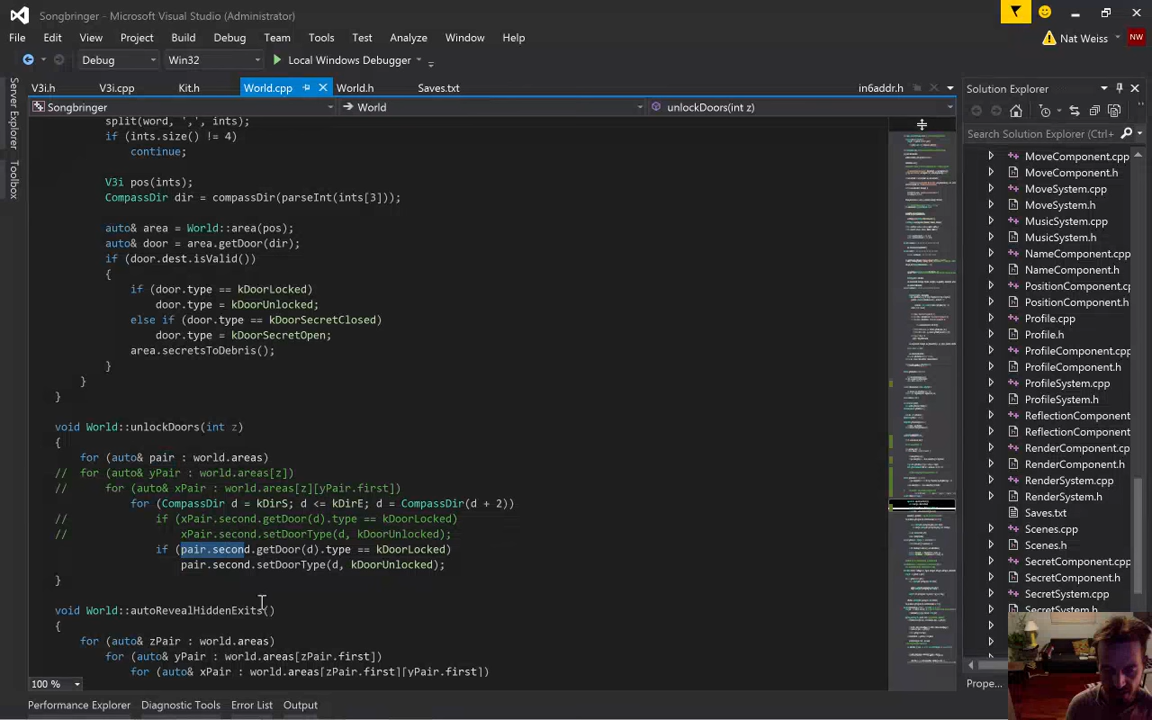 Songbringer - Microsoft Visual Studio (Administrator)
File Edit View Project Build Debug Team Tools Test Analyze Window Help
Nat Weiss NW
Debug Win32 Local Windows Debugger
Server Explorer
Toolbox
V3i.h V3i.cpp Kit.h World.cpp World.h Saves.txt in6addr.h
Songbringer World unlockDoors(int z)
split(word, ',', ints);
if (ints.size() != 4)
continue;
V3i pos(ints);
CompassDir dir = compassDir(parseInt(ints[3]));
auto& area = World::area(pos);
auto& door = area.getDoor(dir);
if (door.dest.isValid())
{
if (door.type == kDoorLocked)
door.type = kDoorUnlocked;
else if (door.type == kDoorSecretClosed)
door.type = kDoorSecretOpen;
area.secretsToDebris();
}
}
}
void World::unlockDoors(int z)
{
for (auto& pair : world.areas)
// for (auto& yPair : world.areas[z])
// for (auto& xPair : world.areas[z][yPair.first])
for (CompassDir d = kDirS; d <= kDirE; d = CompassDir(d + 2))
// if (xPair.second.getDoor(d).type == kDoorLocked)
// xPair.second.setDoorType(d, kDoorUnlocked);
if (pair.second.getDoor(d).type == kDoorLocked)
pair.second.setDoorType(d, kDoorUnlocked);
}
void World::autoRevealHiddenExits()
{
for (auto& zPair : world.areas)
for (auto& yPair : world.areas[zPair.first])
for (auto& xPair : world.areas[zPair.first][yPair.first])
100 %
Performance Explorer Diagnostic Tools Error List Output
Solution Explorer
Search Solution Explorer
MoveComponent.cpp
MoveComponent.h
MoveSystem.cpp
MoveSystem.h
MusicSystem.cpp
MusicSystem.h
NameComponent.cpp
NameComponent.h
PositionComponent.cp
PositionComponent.h
Profile.cpp
Profile.h
ProfileComponent.cpp
ProfileComponent.h
ProfileSystem.cpp
ProfileSystem.h
ReflectionComponent
ReflectionComponent
RenderComponent.cp
RenderComponent.h
RenderSystem.cpp
RenderSystem.h
Saves.txt
Scenes.cpp
Scenes.h
SecretComponent.cpp
SecretComponent.h
SecretSystem.cpp
SecretSystem.h
Prope...